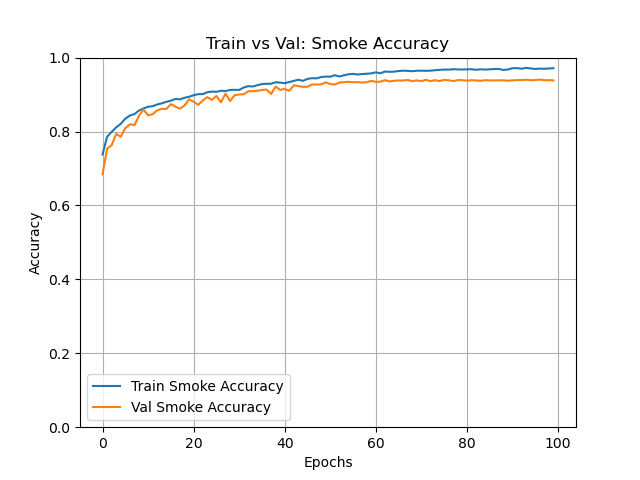 Train vs Val: Smoke Accuracy
1.0
0.8
0.6
0.4
0.2
0.0
Accuracy
Train Smoke Accuracy
Val Smoke Accuracy
0 20 40 60 80 100
Epochs